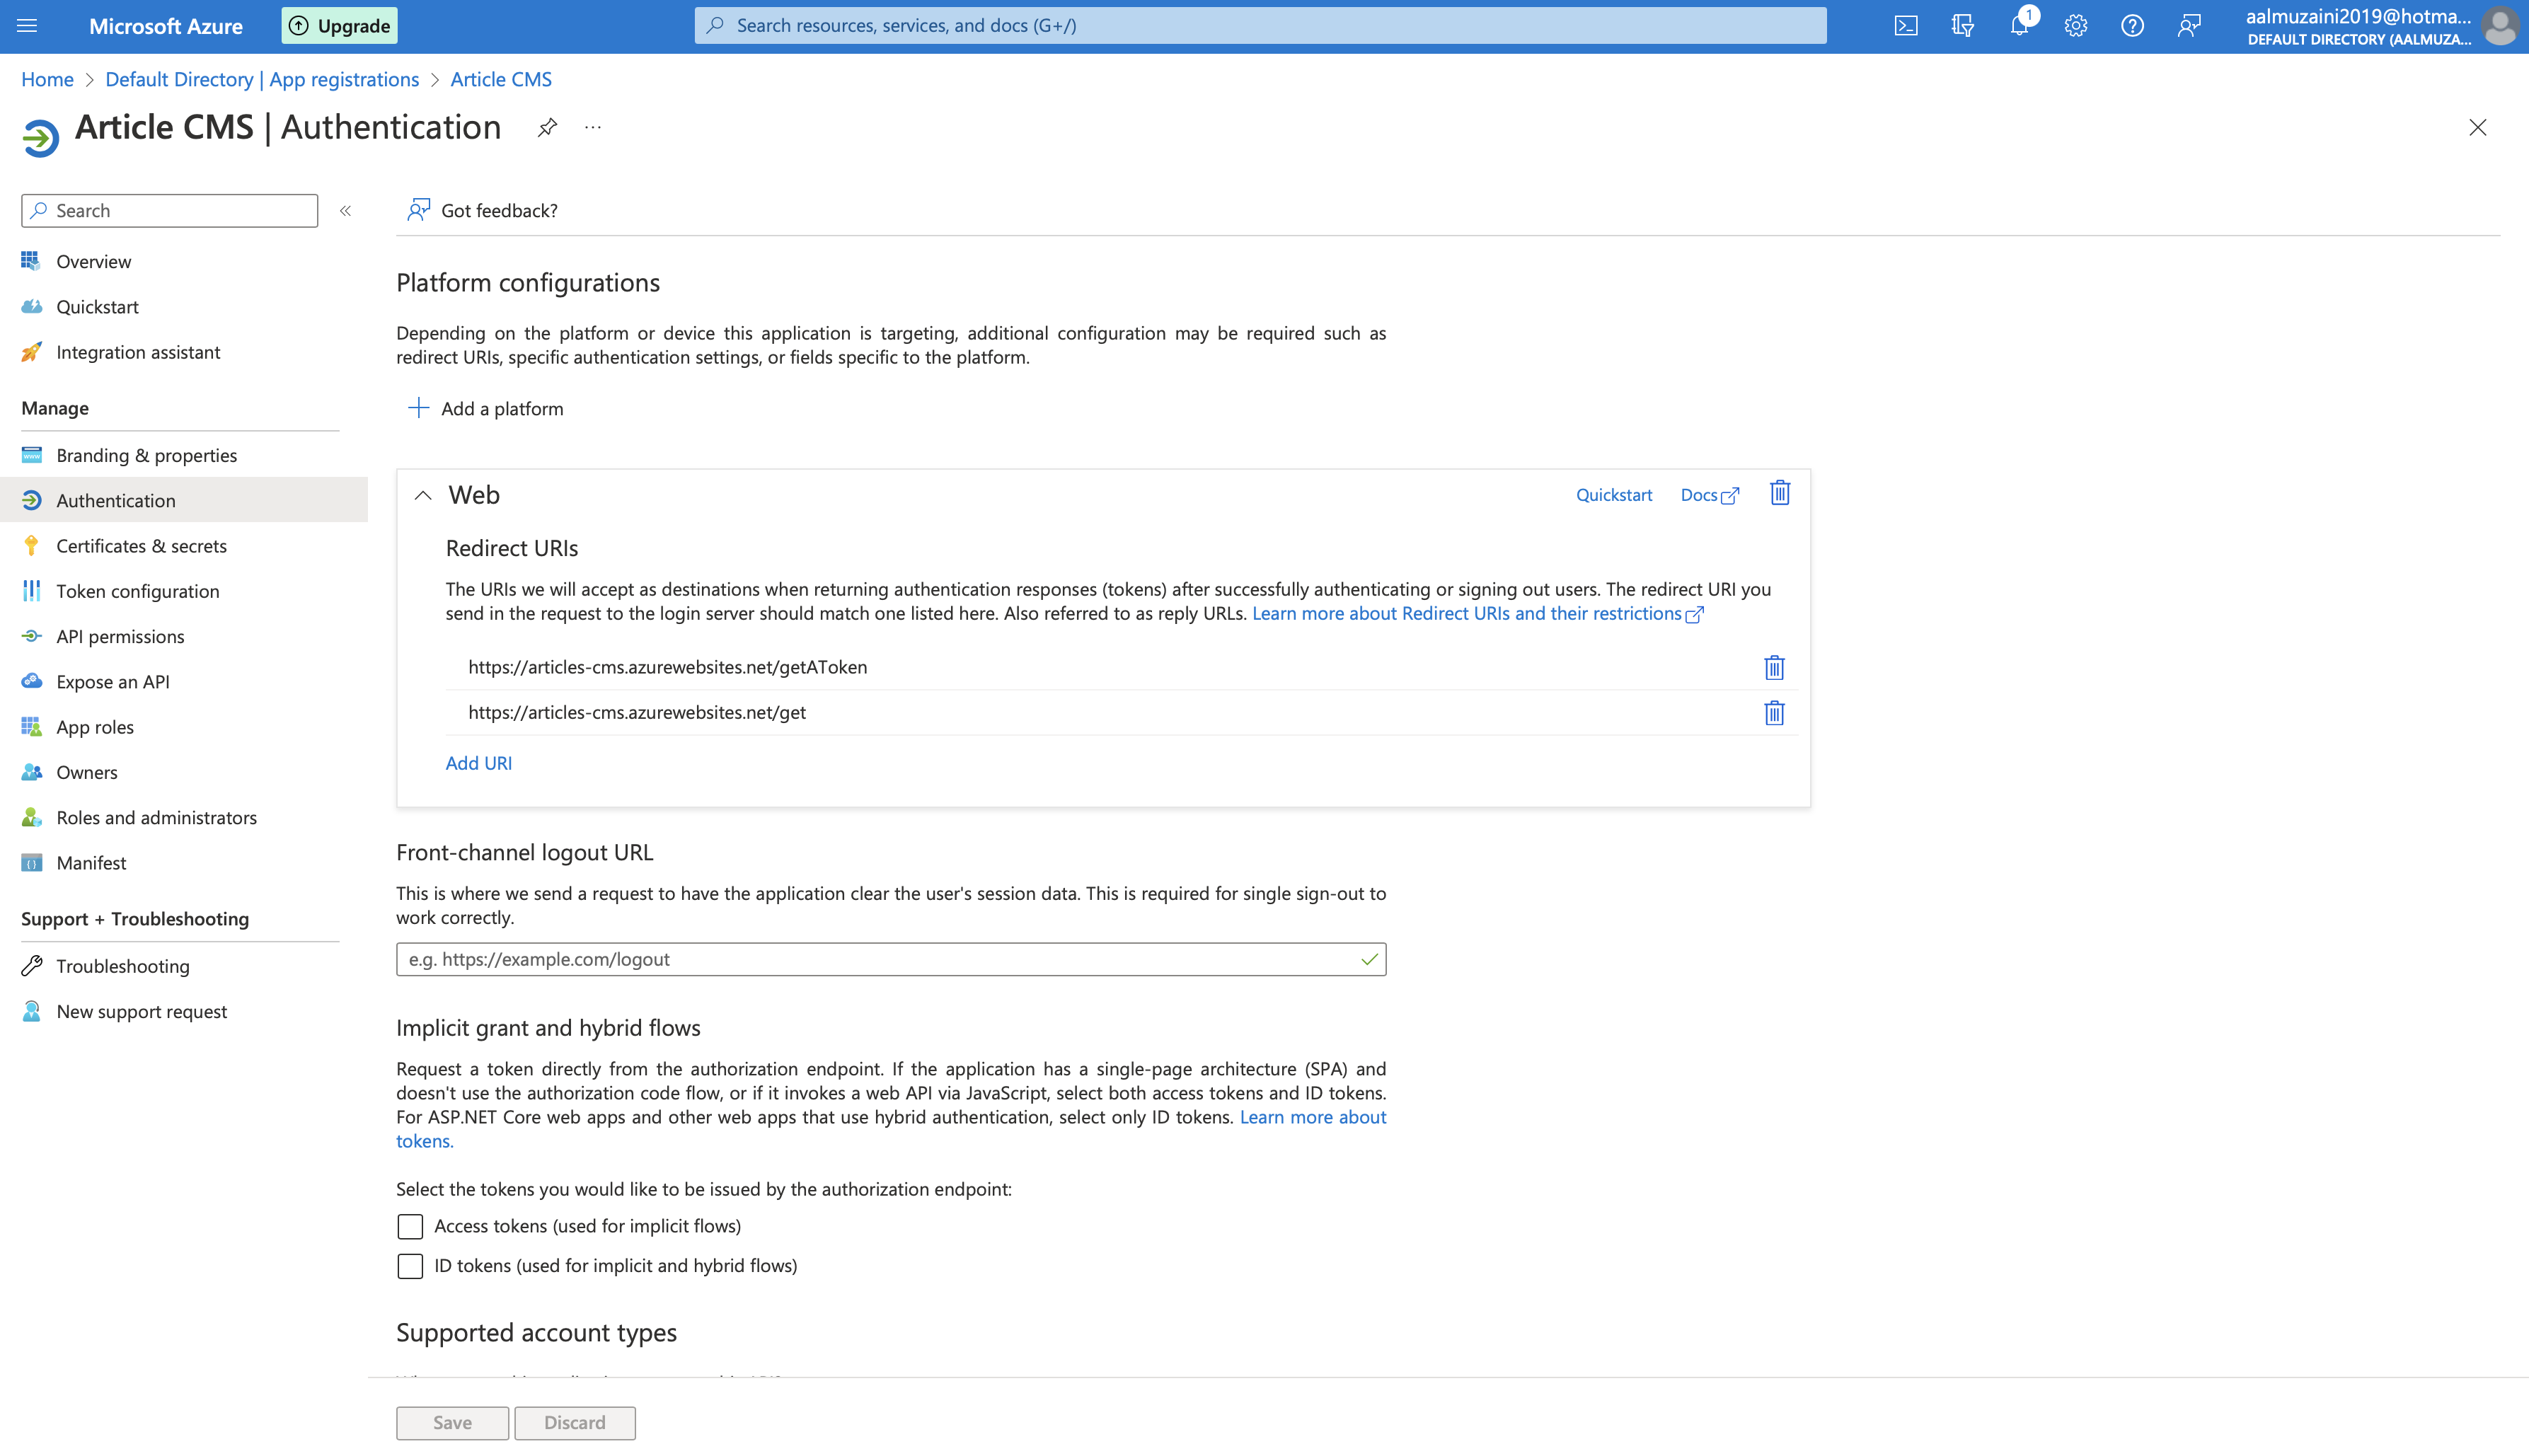 Microsoft Azure
Upgrade
Search resources, services, and docs (G+/)
1
aalmuzaini2019@hotma...
DEFAULT DIRECTORY (AALMUZA...
Home > Default Directory | App registrations > Article CMS
Article CMS | Authentication
Search
Overview
Quickstart
Integration assistant
Manage
Branding & properties
Authentication
Certificates & secrets
Token configuration
API permissions
Expose an API
App roles
Owners
Roles and administrators
Manifest
Support + Troubleshooting
Troubleshooting
New support request
Got feedback?
Platform configurations
Depending on the platform or device this application is targeting, additional configuration may be required such as
redirect URIs, specific authentication settings, or fields specific to the platform.
Add a platform
Web
Quickstart
Docs
Redirect URIs
The URIs we will accept as destinations when returning authentication responses (tokens) after successfully authenticating or signing out users. The redirect URI you
send in the request to the login server should match one listed here. Also referred to as reply URLs. Learn more about Redirect URIs and their restrictions
https://articles-cms.azurewebsites.net/getAToken
https://articles-cms.azurewebsites.net/get
Add URI
Front-channel logout URL
This is where we send a request to have the application clear the user's session data. This is required for single sign-out to
work correctly.
e.g. https://example.com/logout
Implicit grant and hybrid flows
Request a token directly from the authorization endpoint. If the application has a single-page architecture (SPA) and
doesn't use the authorization code flow, or if it invokes a web API via JavaScript, select both access tokens and ID tokens.
For ASP.NET Core web apps and other web apps that use hybrid authentication, select only ID tokens. Learn more about
tokens.
Select the tokens you would like to be issued by the authorization endpoint:
Access tokens (used for implicit flows)
ID tokens (used for implicit and hybrid flows)
Supported account types
Save
Discard